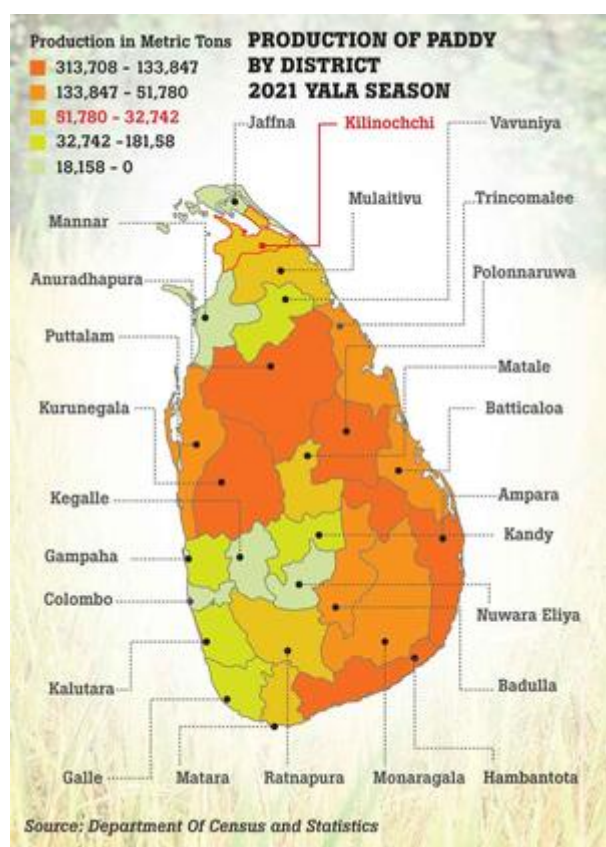 Production in Metric Tons
313,708 - 133,847
133,847 - 51,780
51,780 - 32,742
32,742 -181,58
18,158 - 0
PRODUCTION OF PADDY
BY DISTRICT
2021 YALA SEASON
Jaffna
Kilinochchi
Vavuniya
Mulaitivu
Trincomalee
Mannar
Polonnaruwa
Anuradhapura
Puttalam
Matale
Kurunegala
Batticaloa
Kegalle
Ampara
Kandy
Gampaha
Colombo
Nuwara Eliya
Kalutara
Badulla
Galle
Matara
Ratnapura
Monaragala
Hambantota
Source: Department Of Census and Statistics